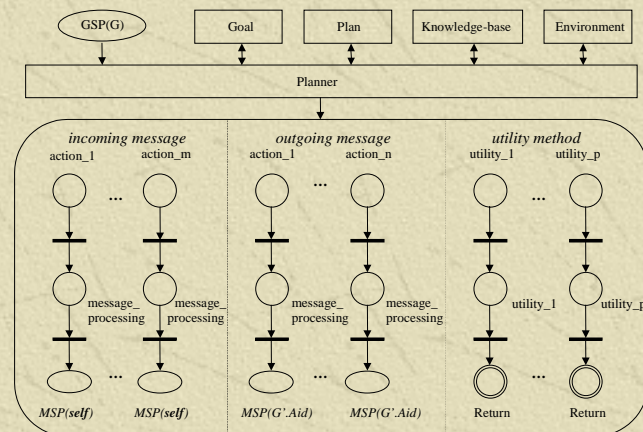 GSP(G)
Goal
Plan
Knowledge-base
Environment
Planner
incoming message
outgoing message
utility method
action_1
action_m
action_1
action_n
utility_1
utility_p
...
...
...
message_
processing
message_
processing
message_
processing
message_
processing
utility_1
utility_p
...
...
...
MSP(self)
MSP(self)
MSP(G'.Aid)
MSP(G'.Aid)
Return
Return